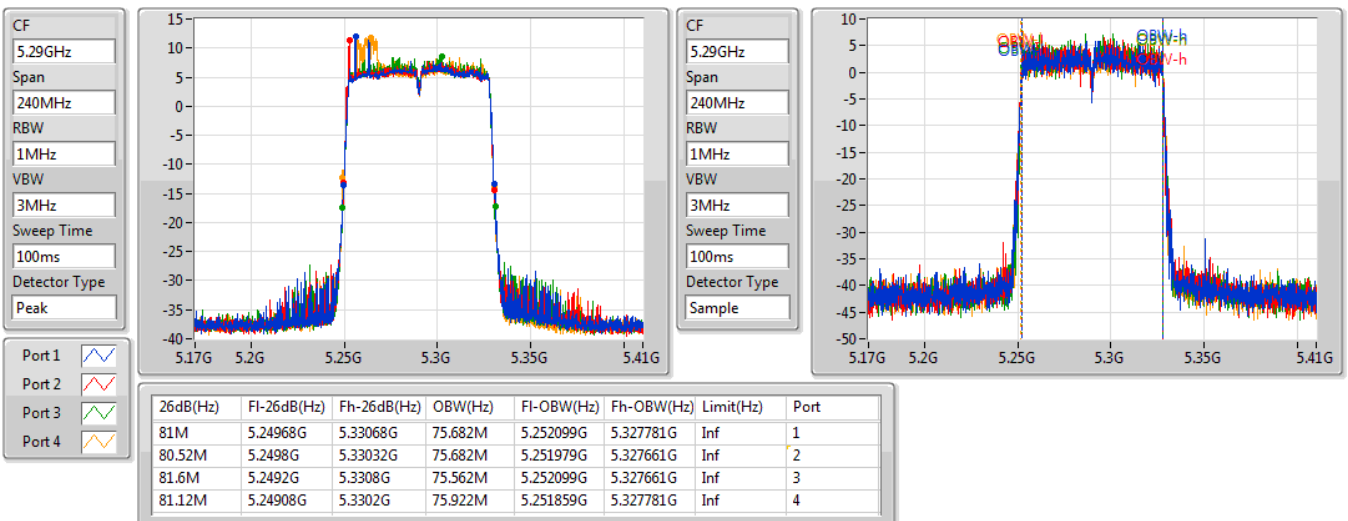 CF
5.29GHz
Span
240MHz
RBW
1MHz
VBW
3MHz
Sweep Time
100ms
Detector Type
Peak
15
10
5
0
-5
-10
-15
-20
-25
-30
-35
-40
5.17G 5.2G 5.25G 5.3G 5.35G 5.41G
CF
5.29GHz
Span
240MHz
RBW
1MHz
VBW
3MHz
Sweep Time
100ms
Detector Type
Sample
10
5
0
-5
-10
-15
-20
-25
-30
-35
-40
-45
-50
OBW-h
OBW-h
5.17G 5.2G 5.25G 5.3G 5.35G 5.41G
Port 1
Port 2
Port 3
Port 4
26dB(Hz) Fl-26dB(Hz) Fh-26dB(Hz) OBW(Hz) Fl-OBW(Hz) Fh-OBW(Hz) Limit(Hz) Port
81M 5.24968G 5.33068G 75.682M 5.252099G 5.327781G Inf 1
80.52M 5.2498G 5.33032G 75.682M 5.251979G 5.327661G Inf 2
81.6M 5.2492G 5.3308G 75.562M 5.252099G 5.327661G Inf 3
81.12M 5.24908G 5.3302G 75.922M 5.251859G 5.327781G Inf 4